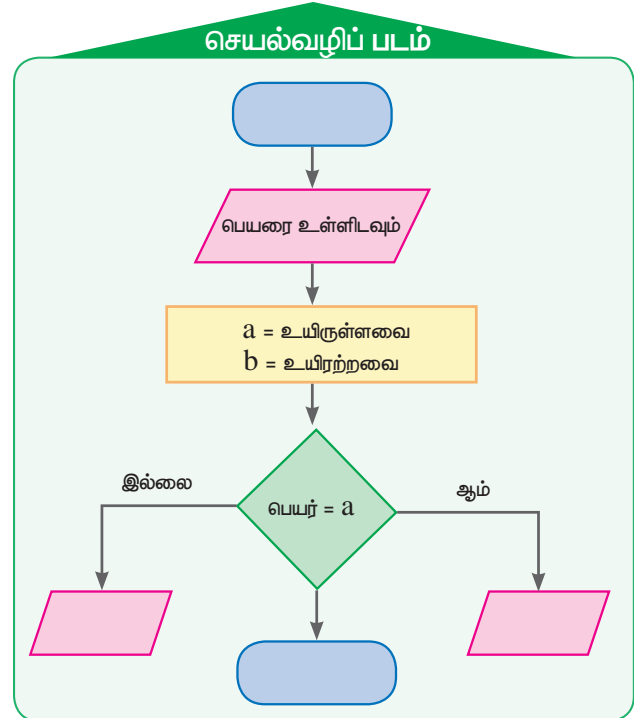 செயல்வழிப் படம்
பெயரை உள்ளிடவும்
a = உயிருள்ளவை
b = உயிரற்றவை
இல்லை
பெயர் = a
ஆம்